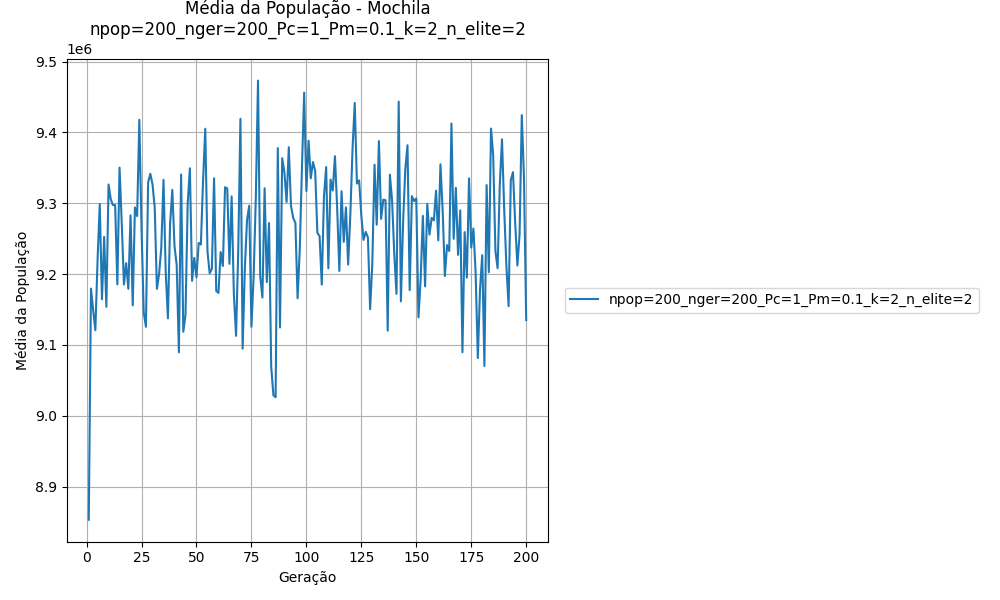 Média da População - Mochila
npop=200_nger=200_Pc=1_Pm=0.1_k=2_n_elite=2
1e6
9.5
9.4
9.3
9.2
9.1
9.0
8.9
Média da População
0 25 50 75 100 125 150 175 200
Geração
npop=200_nger=200_Pc=1_Pm=0.1_k=2_n_elite=2